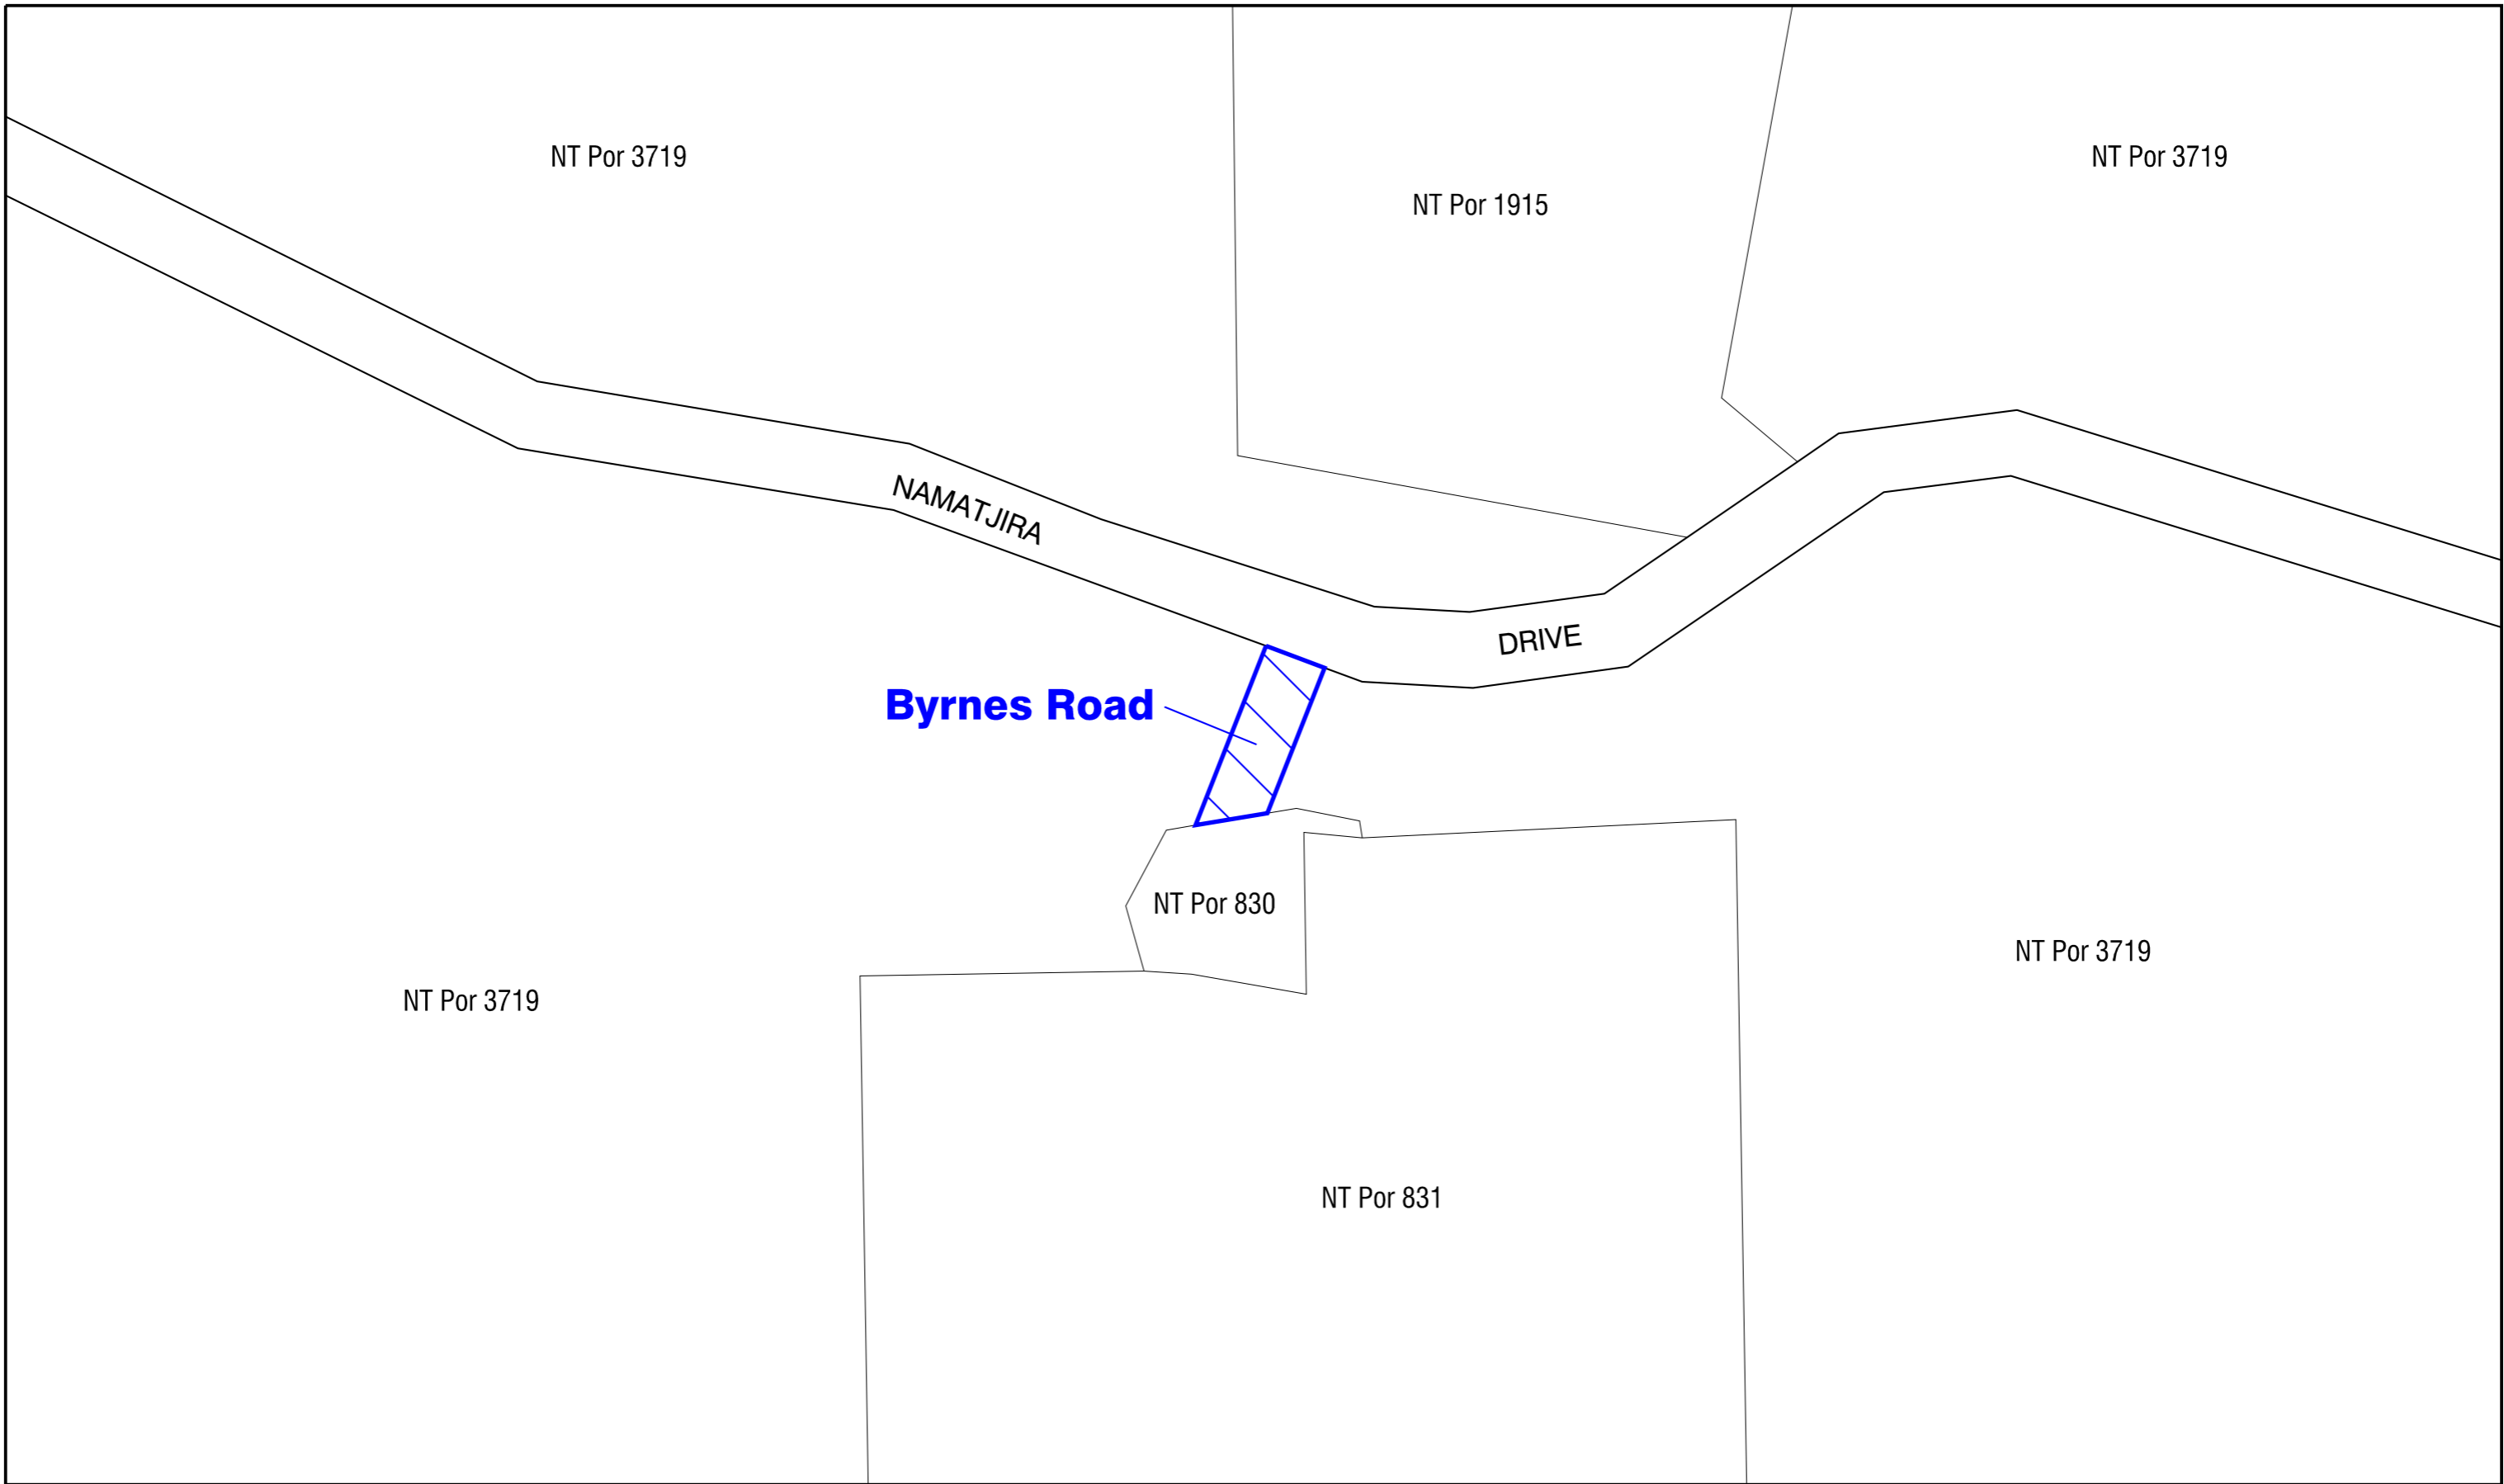 NT Por 3719
NT Por 3719
NT Por 1915
NAMATJIRA
DRIVE
Byrnes Road
NT Por 830
NT Por 3719
NT Por 3719
NT Por 831